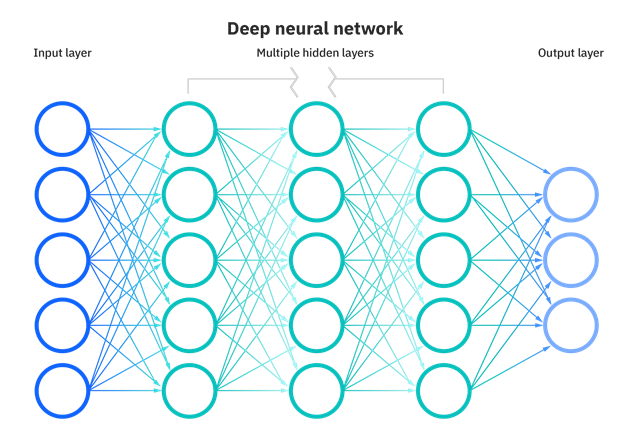 Deep neural network
Input layer
Multiple hidden layers
Output layer